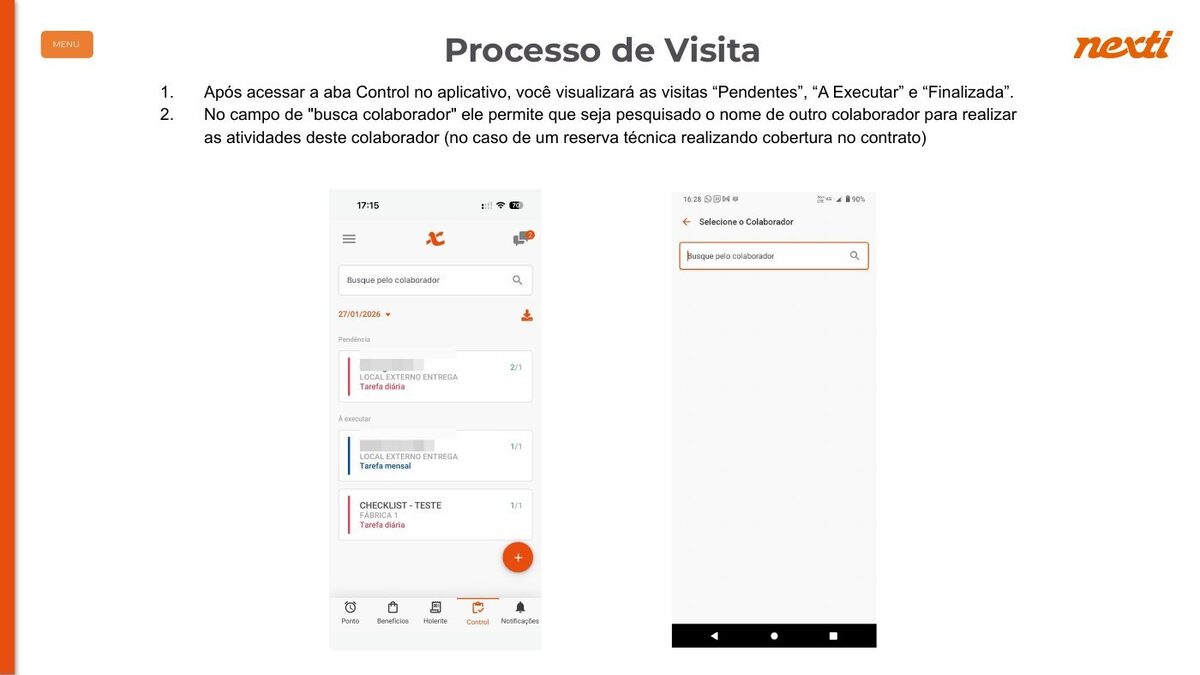 MENU
Processo de Visita
nexti
1. Após acessar a aba Control no aplicativo, você visualizará as visitas “Pendentes”, “A Executar” e “Finalizada”.
2. No campo de "busca colaborador" ele permite que seja pesquisado o nome de outro colaborador para realizar
as atividades deste colaborador (no caso de um reserva técnica realizando cobertura no contrato)
17:15
70
2
Busque pelo colaborador
27/01/2026
Pendência
2/1
LOCAL EXTERNO ENTREGA
Tarefa diária
À executar
1/1
LOCAL EXTERNO ENTREGA
Tarefa mensal
CHECKLIST - TESTE 1/1
FÁBRICA 1
Tarefa diária
+
Ponto Benefícios Holerite Control Notificações
16:28 90%
Selecione o Colaborador
Busque pelo colaborador